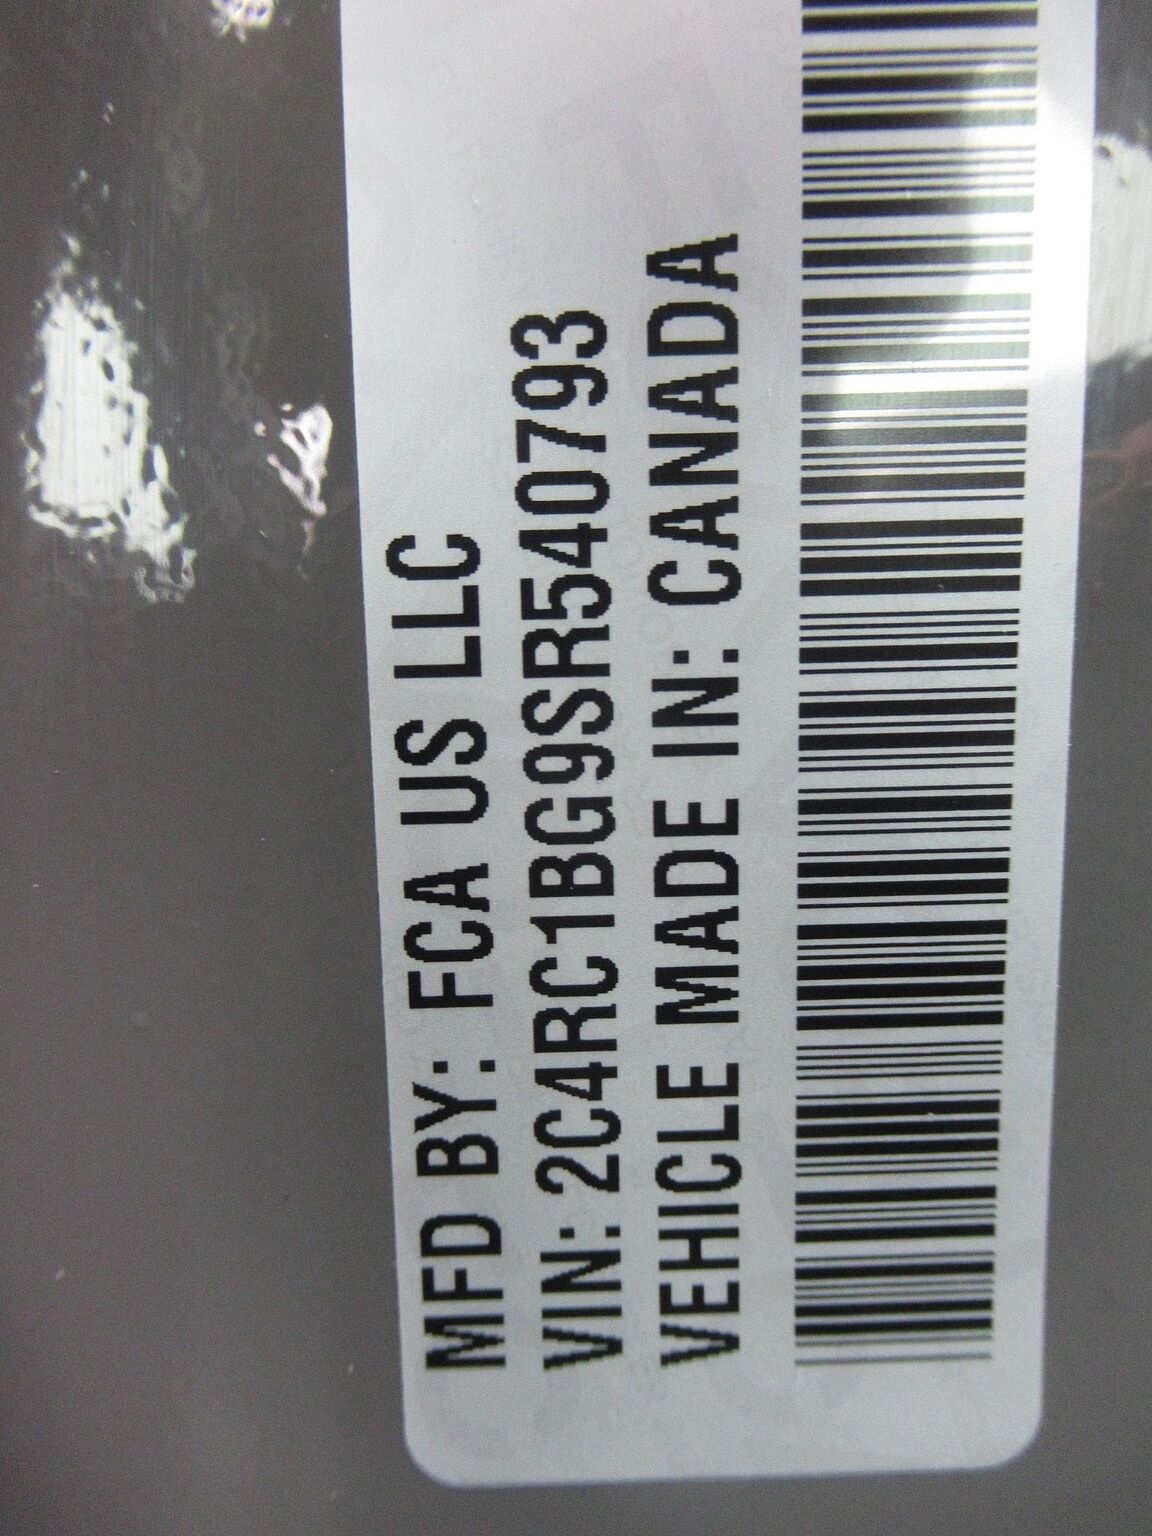 MFD BY: FCA US LLC
VIN: 2C4RC1BG9SR540793
VEHICLE MADE IN: CANADA